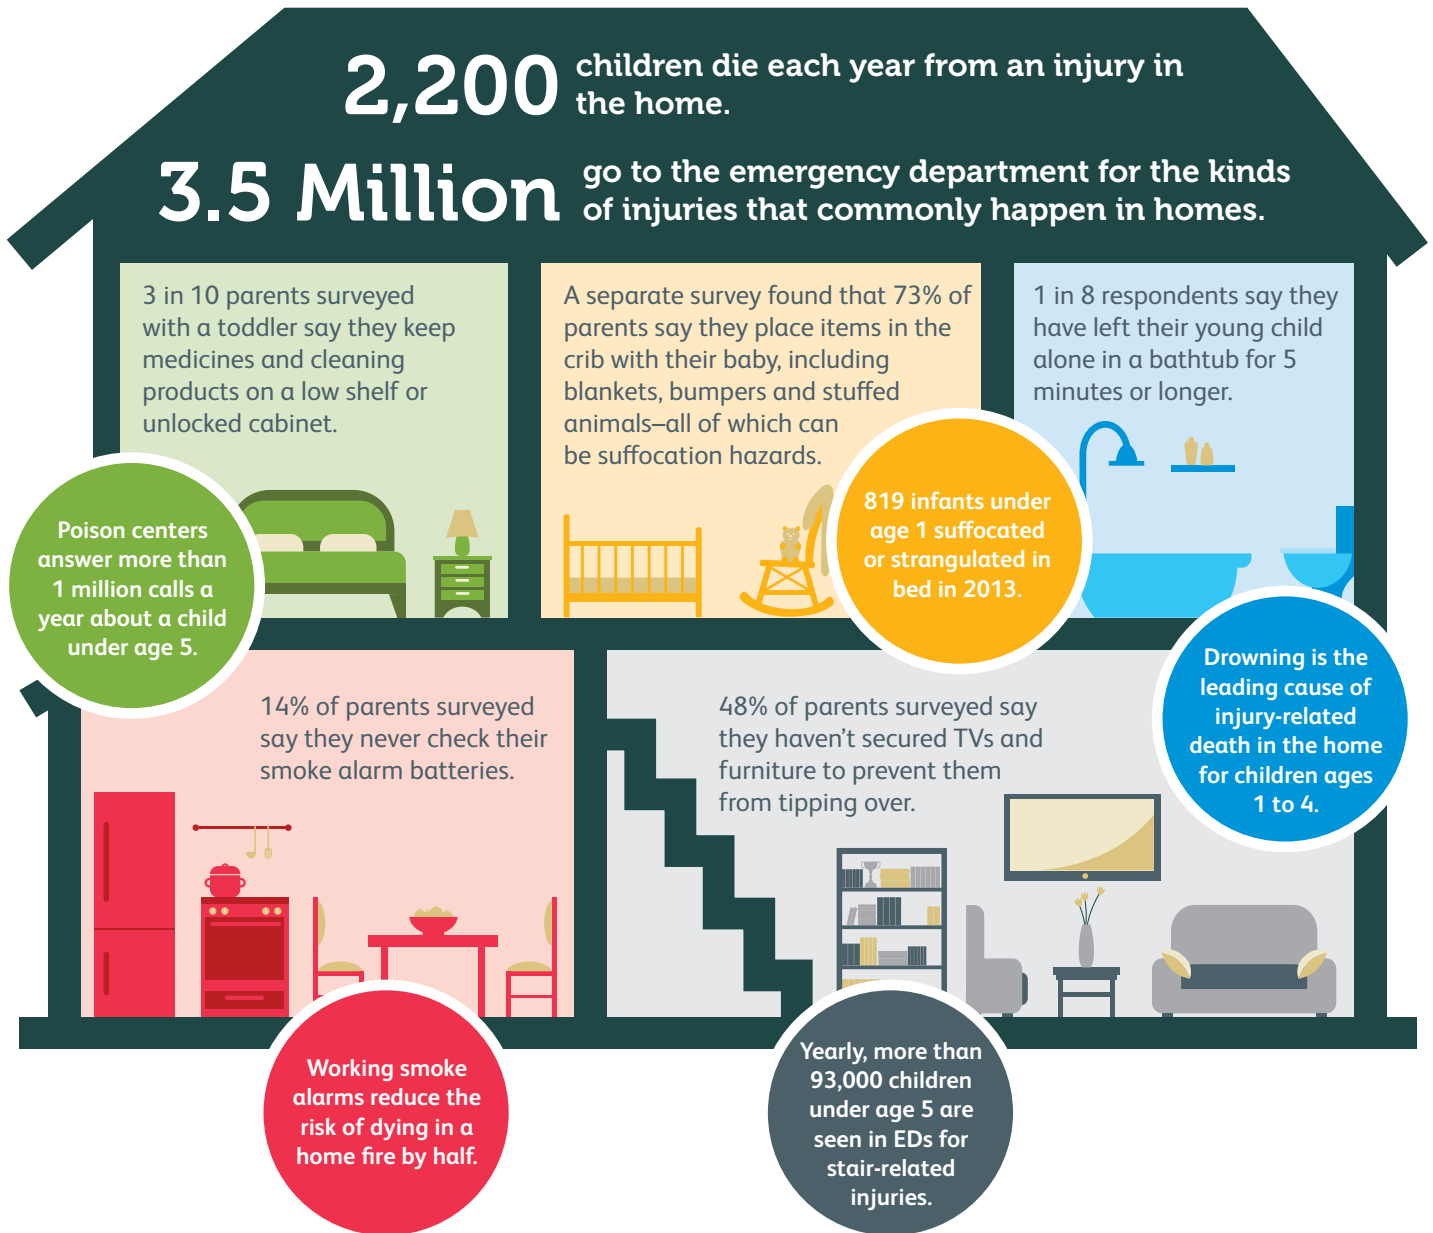 2,200 children die each year from an injury in
the home.
3.5 Million go to the emergency department for the kinds
of injuries that commonly happen in homes.
3 in 10 parents surveyed
with a toddler say they keep
medicines and cleaning
products on a low shelf or
unlocked cabinet.
Poison centers
answer more than
1 million calls a
year about a child
under age 5.
A separate survey found that 73% of
parents say they place items in the
crib with their baby, including
blankets, bumpers and stuffed
animals–all of which can
be suffocation hazards.
819 infants under
age 1 suffocated
or strangulated in
bed in 2013.
1 in 8 respondents say they
have left their young child
alone in a bathtub for 5
minutes or longer.
Drowning is the
leading cause of
injury-related
death in the home
for children ages
1 to 4.
14% of parents surveyed
say they never check their
smoke alarm batteries.
Working smoke
alarms reduce the
risk of dying in a
home fire by half.
48% of parents surveyed say
they haven’t secured TVs and
furniture to prevent them
from tipping over.
Yearly, more than
93,000 children
under age 5 are
seen in EDs for
stair-related
injuries.